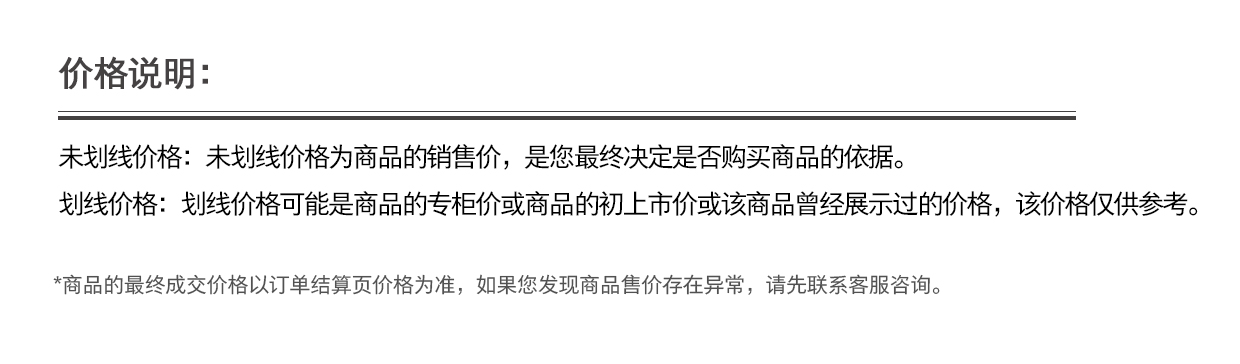 价格说明：
未划线价格：未划线价格为商品的销售价，是您最终决定是否购买商品的依据。
划线价格：划线价格可能是商品的专柜价或商品的初上市价或该商品曾经展示过的价格，该价格仅供参考。
*商品的最终成交价格以订单结算页价格为准，如果您发现商品售价存在异常，请先联系客服咨询。